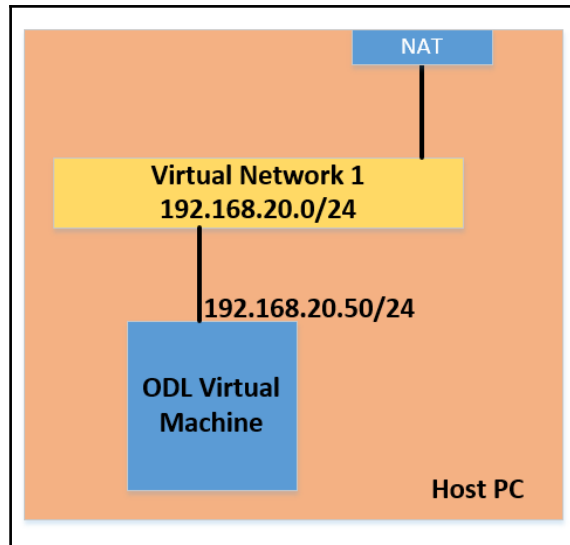 NAT
Virtual Network 1
192.168.20.0/24
192.168.20.50/24
ODL Virtual
Machine
Host PC